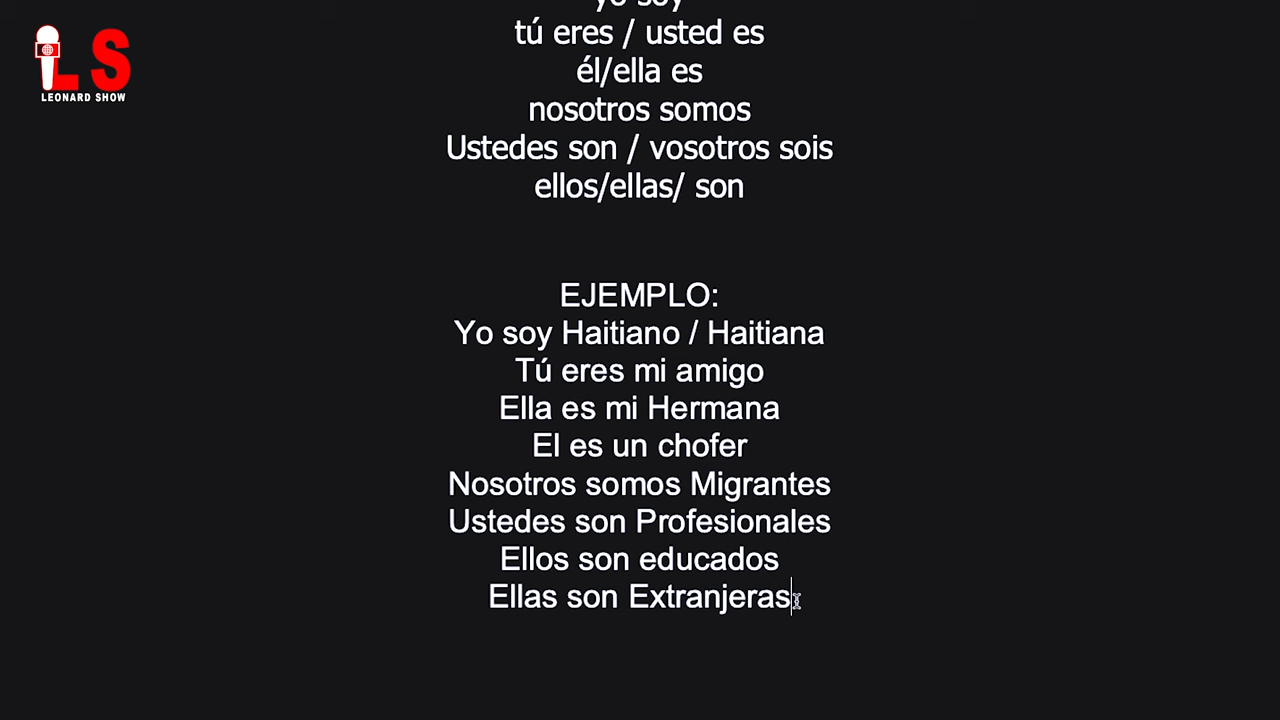 LS
LEONARD SHOW
yo soy
tú eres / usted es
él/ella es
nosotros somos
Ustedes son / vosotros sois
ellos/ellas/ son
EJEMPLO:
Yo soy Haitiano / Haitiana
Tú eres mi amigo
Ella es mi Hermana
El es un chofer
Nosotros somos Migrantes
Ustedes son Profesionales
Ellos son educados
Ellas son Extranjeras